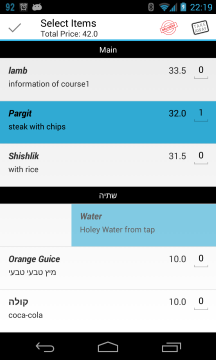 92 22:19
Select Items
Total Price: 42.0
Main
lamb 33.5 0
information of course1
Pargit 32.0 1
steak with chips
Shishlik 31.5 0
with rice
שתיה
Water
Holey Water from tap
Orange Guice 10.0 0
מיץ טבעי טבעי
קולה 10.0 0
coca-cola